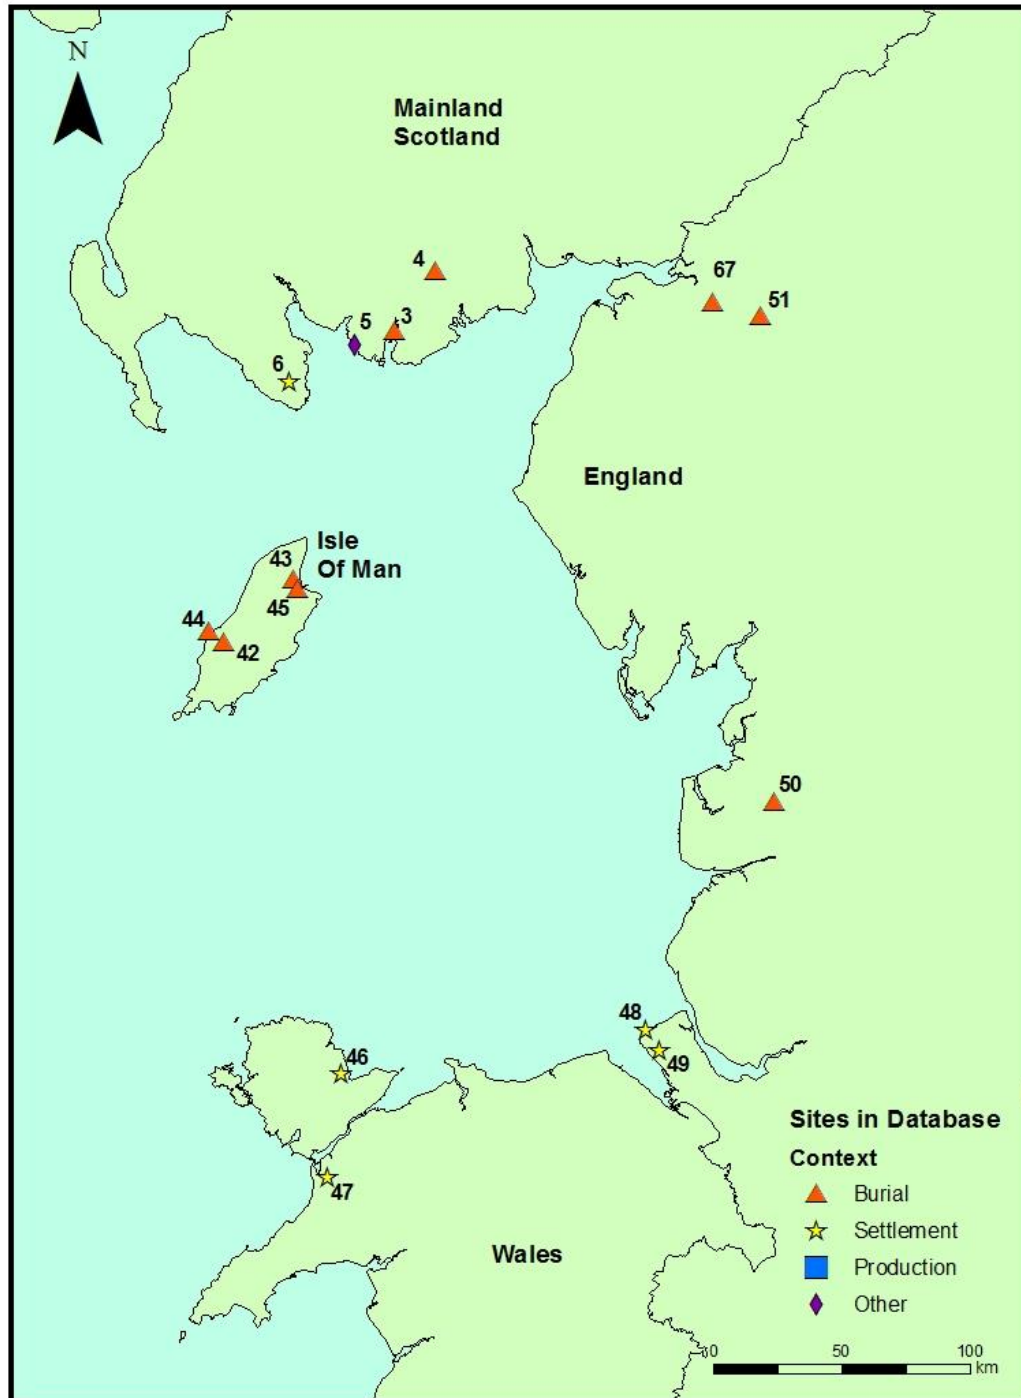 N
Mainland
Scotland
4
67
51
5
3
6
England
Isle
Of Man
43
45
44
42
50
48
49
46
47
Wales
Sites in Database
Context
Burial
Settlement
Production
Other
0 50 100
km